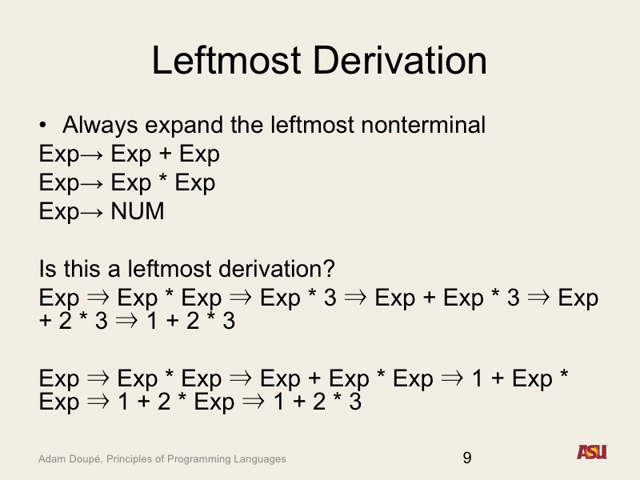 Leftmost Derivation
• Always expand the leftmost nonterminal
Exp→ Exp + Exp
Exp→ Exp * Exp
Exp→ NUM
Is this a leftmost derivation?
Exp ⇒ Exp * Exp ⇒ Exp * 3 ⇒ Exp + Exp * 3 ⇒ Exp
+ 2 * 3 ⇒ 1 + 2 * 3
Exp ⇒ Exp * Exp ⇒ Exp + Exp * Exp ⇒ 1 + Exp *
Exp ⇒ 1 + 2 * Exp ⇒ 1 + 2 * 3
Adam Doupé, Principles of Programming Languages
9
ASU